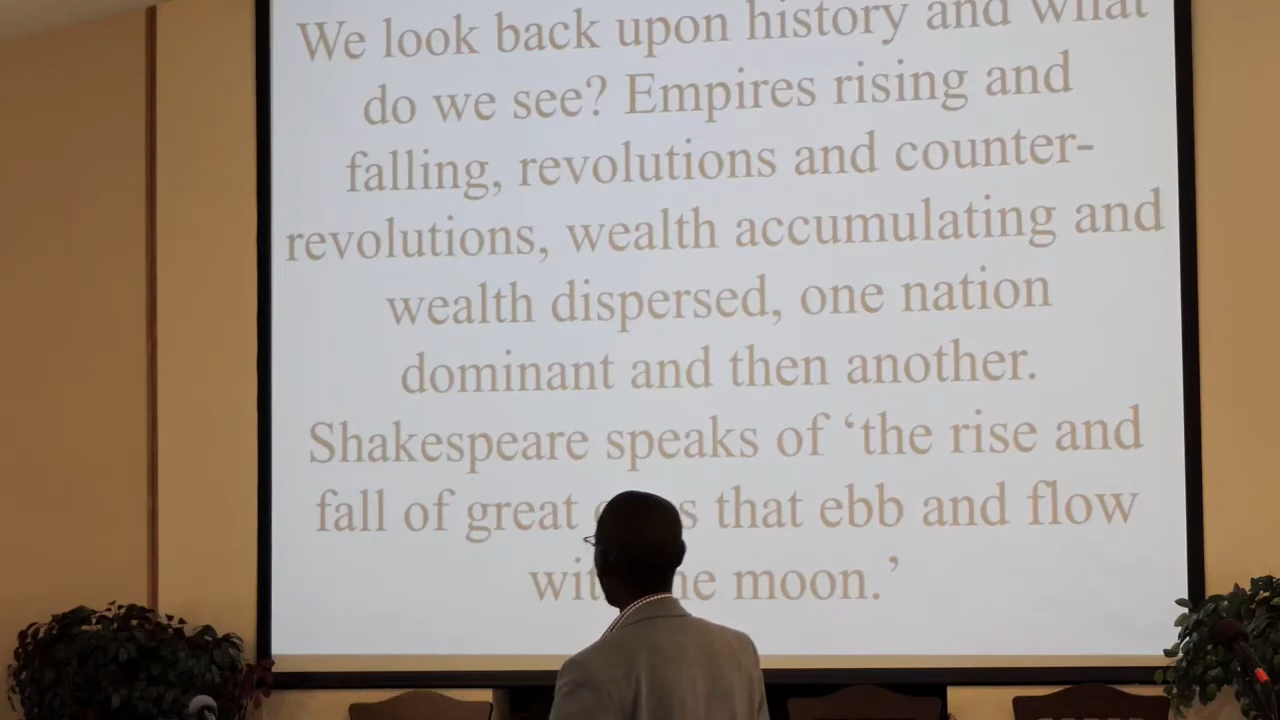 We look back upon history and what
do we see? Empires rising and
falling, revolutions and counter-
revolutions, wealth accumulating and
wealth dispersed, one nation
dominant and then another.
Shakespeare speaks of ‘the rise and
fall of great that ebb and flow
moon.’